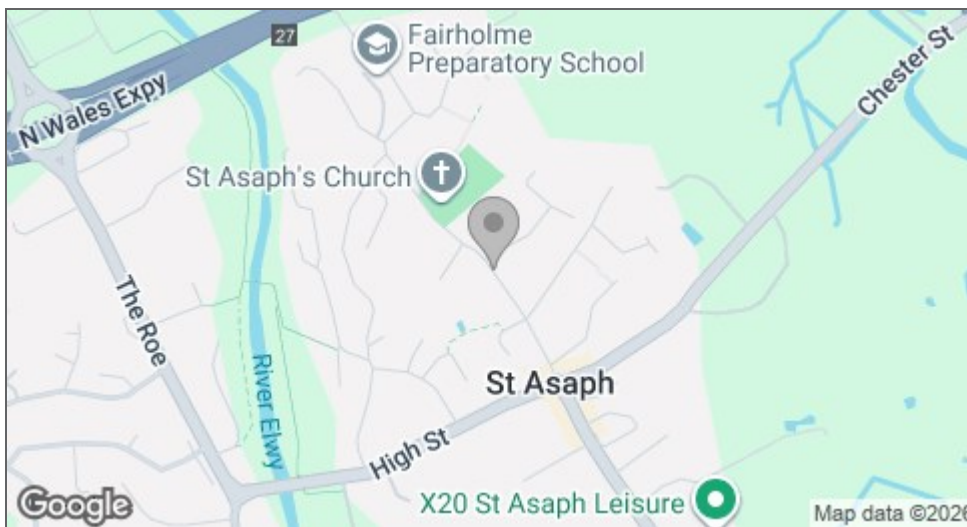 27
Fairholme
Preparatory School
N Wales Expy
Chester St
St Asaph's Church
The Roe
River Elwy
St Asaph
High St
X20 St Asaph Leisure
Google
Map data ©2026